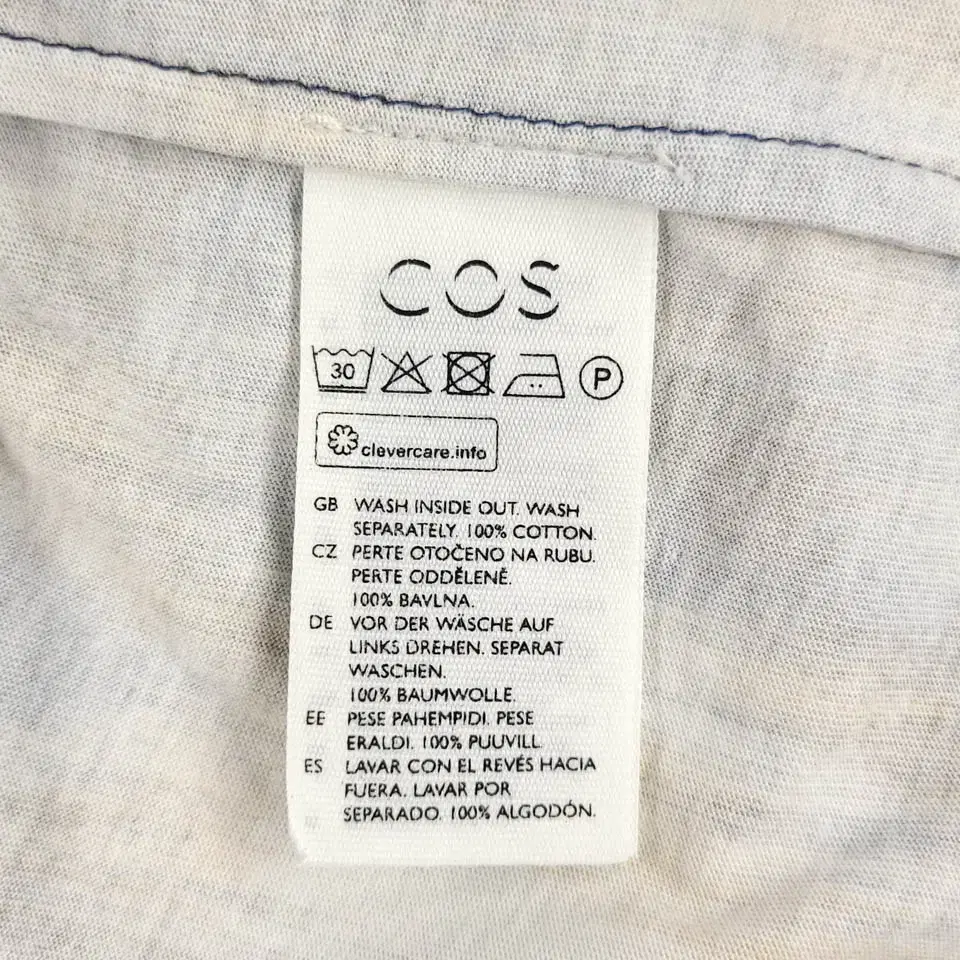 COS
30 P
clevercare.info
GB WASH INSIDE OUT. WASH
SEPARATELY. 100% COTTON.
CZ PERTE OTOČENO NA RUBU.
PERTE ODDĚLENĚ.
100% BAVLNA.
DE VOR DER WÄSCHE AUF
LINKS DREHEN. SEPARAT
WASCHEN.
100% BAUMWOLLE.
EE PESE PAHEMPIDI. PESE
ERALDI. 100% PUUVILL
ES LAVAR CON EL REVÉS HACIA
FUERA. LAVAR POR
SEPARADO. 100% ALGODÓN.